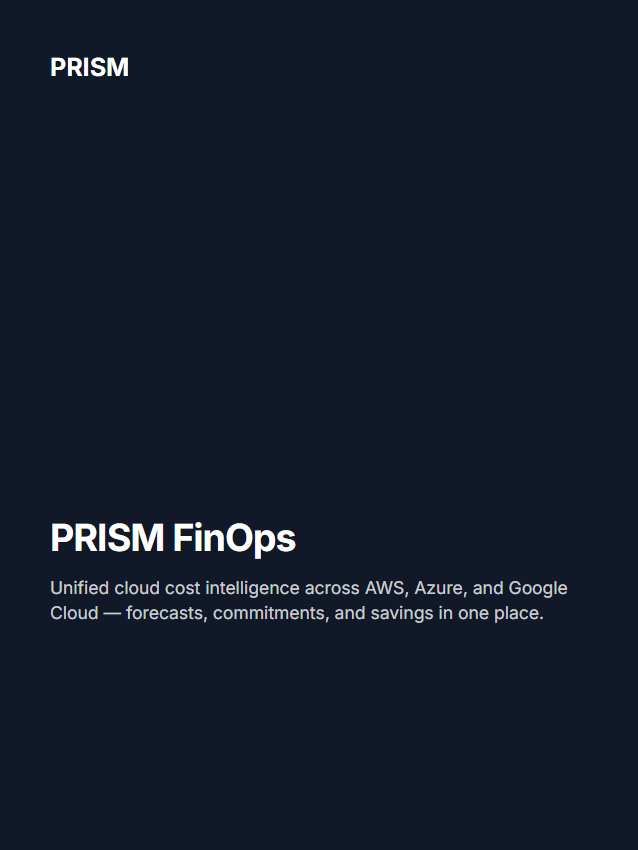 PRISM
PRISM FinOps
Unified cloud cost intelligence across AWS, Azure, and Google
Cloud — forecasts, commitments, and savings in one place.